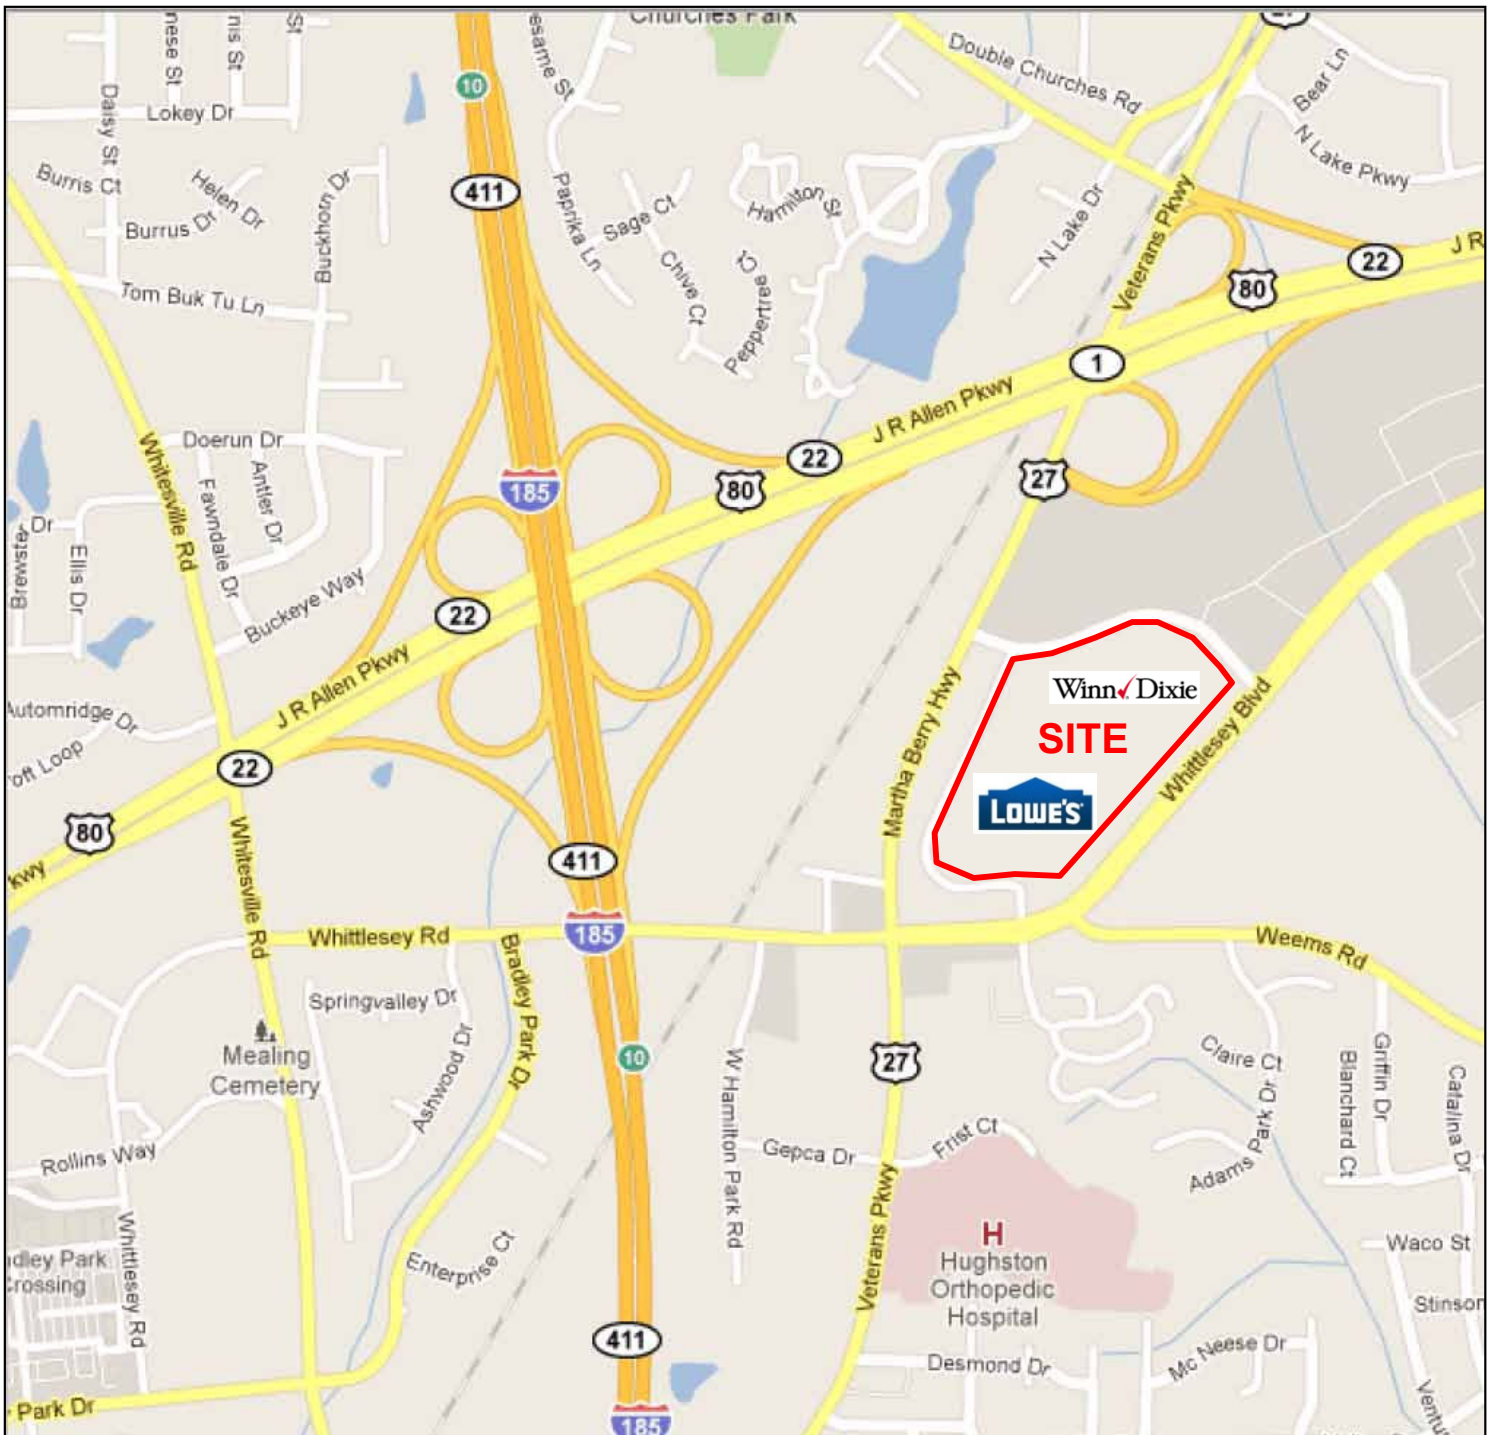 Churches Park
27
Double Churches Rd
Bear Ln
10
Lokey Dr
Daisy St
N Lake Pkwy
80
Burris Ct
Helen Dr
411
Paprika Ln
Sage Ct
Hamilton St
Buckhorn Dr
Burrus Dr
N Lake Dr
Veterans Pkwy
22
J R
80
Chive Ct
Peppertree Ct
Tom Buk Tu Ln
1
J R Allen Pkwy
Doerun Dr
Whitesville Rd
Antler Dr
Fawndale Dr
22
80
185
27
Dr
Ellis Dr
Buckeye Way
22
J R Allen Pkwy
Winn Dixie
SITE
LOWE'S
Martha Berry Hwy
Whittlesey Blvd
Automridge Dr
oft Loop
22
80
kwy
Whitesville Rd
411
185
Whittlesey Rd
Weems Rd
Bradley Park Dr
Springvalley Dr
Mealing
Cemetery
Ashwood Dr
10
27
W Hamilton Park Rd
Claire Ct
Blanchard Ct
Griffin Dr
Catalina Dr
Adams Park Dr
Rollins Way
Gepca Dr
Frist Ct
Whittlesey Rd
dley Park
Crossing
Enterprise Ct
Veterans Pkwy
H
Hughston
Orthopedic
Hospital
Waco St
Stinson
411
Desmond Dr
Mc Neese Dr
Park Dr
185